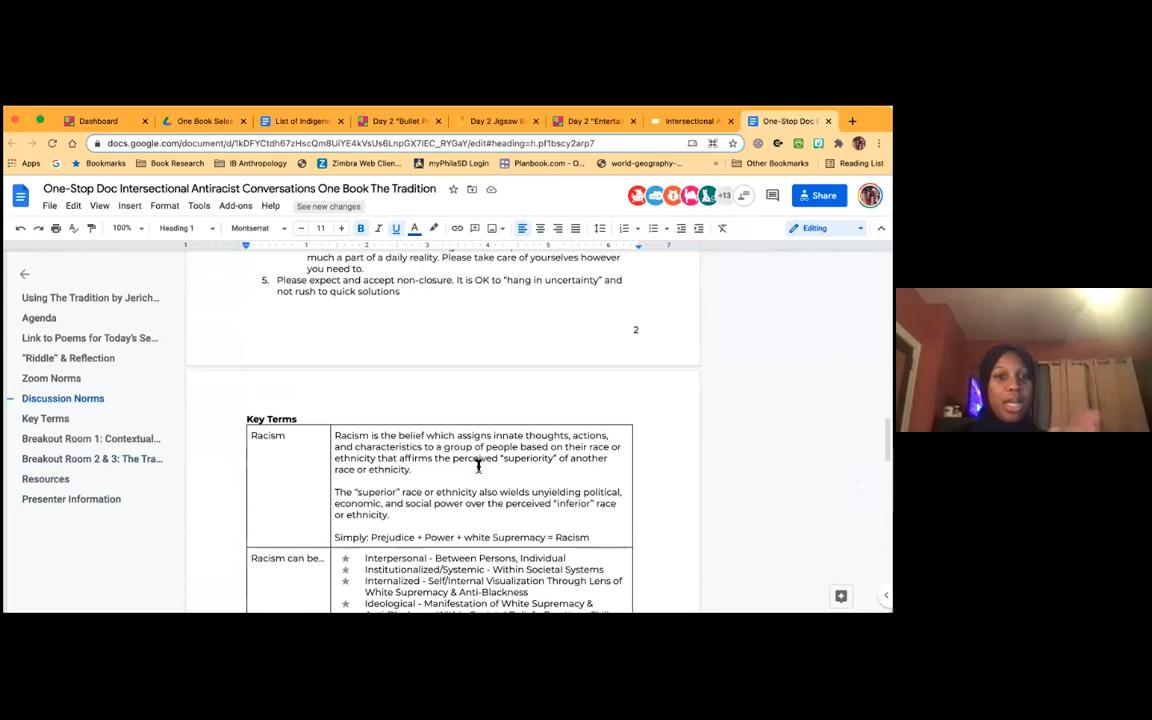 Dashboard
One Book Selec
List of Indigeno
Day 2 "Bullet P
Day 2 Jigsaw B
Day 2 "Entertai
Intersectional A
One-Stop Doc I
docs.google.com/document/d/1kDFYCtdh67zHscQm8UiYE4kVsUs6LnpGX7IEC_RYGaY/edit#heading=h.pf1bscy2arp7
Apps
Bookmarks
Book Research
IB Anthropology
Zimbra Web Clien...
myPhilaSD Login
Planbook.com - C...
world-geography-...
Other Bookmarks
Reading List
One-Stop Doc Intersectional Antiracist Conversations One Book The Tradition
File Edit View Insert Format Tools Add-ons Help See new changes
+13
Share
100% Heading 1 Montserrat 11 B I U A Editing
1 1 2 3 4 5 6 7
Using The Tradition by Jerich...
Agenda
Link to Poems for Today's Se...
"Riddle" & Reflection
Zoom Norms
Discussion Norms
Key Terms
Breakout Room 1: Contextual...
Breakout Room 2 & 3: The Tra...
Resources
Presenter Information
much a part of a daily reality. Please take care of yourselves however
you need to.
5. Please expect and accept non-closure. It is OK to "hang in uncertainty" and
not rush to quick solutions
2
Key Terms
Racism
Racism is the belief which assigns innate thoughts, actions,
and characteristics to a group of people based on their race or
ethnicity that affirms the perceived "superiority" of another
race or ethnicity.
The "superior" race or ethnicity also wields unyielding political,
economic, and social power over the perceived "inferior" race
or ethnicity.
Simply: Prejudice + Power + white Supremacy = Racism
Racism can be...
★ Interpersonal - Between Persons, Individual
★ Institutionalized/Systemic - Within Societal Systems
★ Internalized - Self/Internal Visualization Through Lens of
White Supremacy & Anti-Blackness
★ Ideological - Manifestation of White Supremacy &